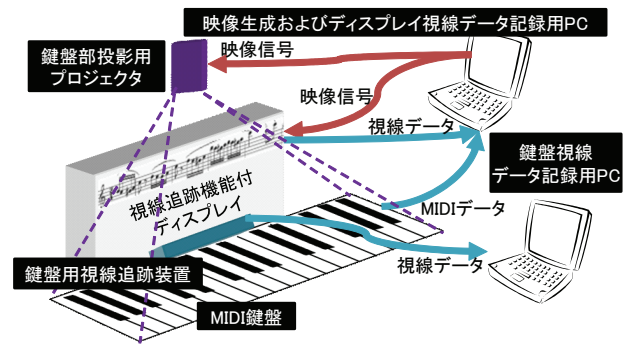 映像生成およびディスプレイ視線データ記録用PC
鍵盤部投影用
プロジェクタ
映像信号
映像信号
視線データ
鍵盤視線
データ記録用PC
視線追跡機能付
ディスプレイ
MIDIデータ
鍵盤用視線追跡装置
視線データ
MIDI鍵盤